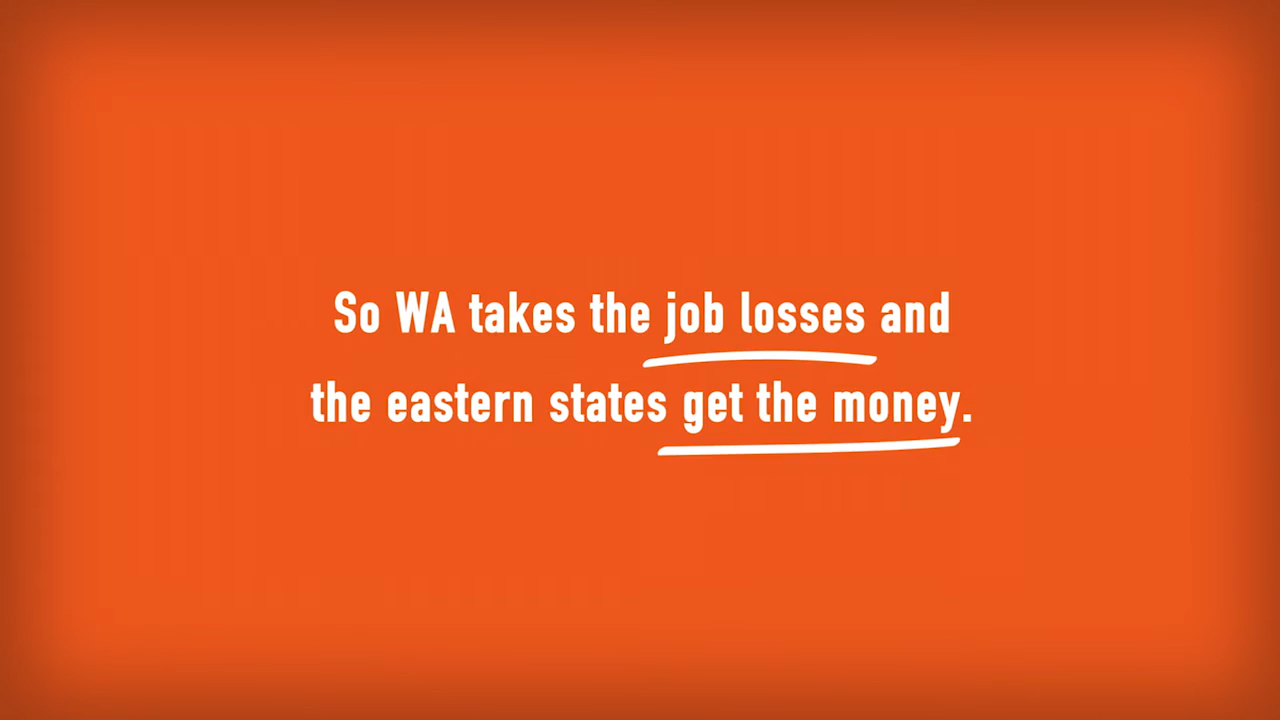 So WA takes the job losses and
the eastern states get the money.